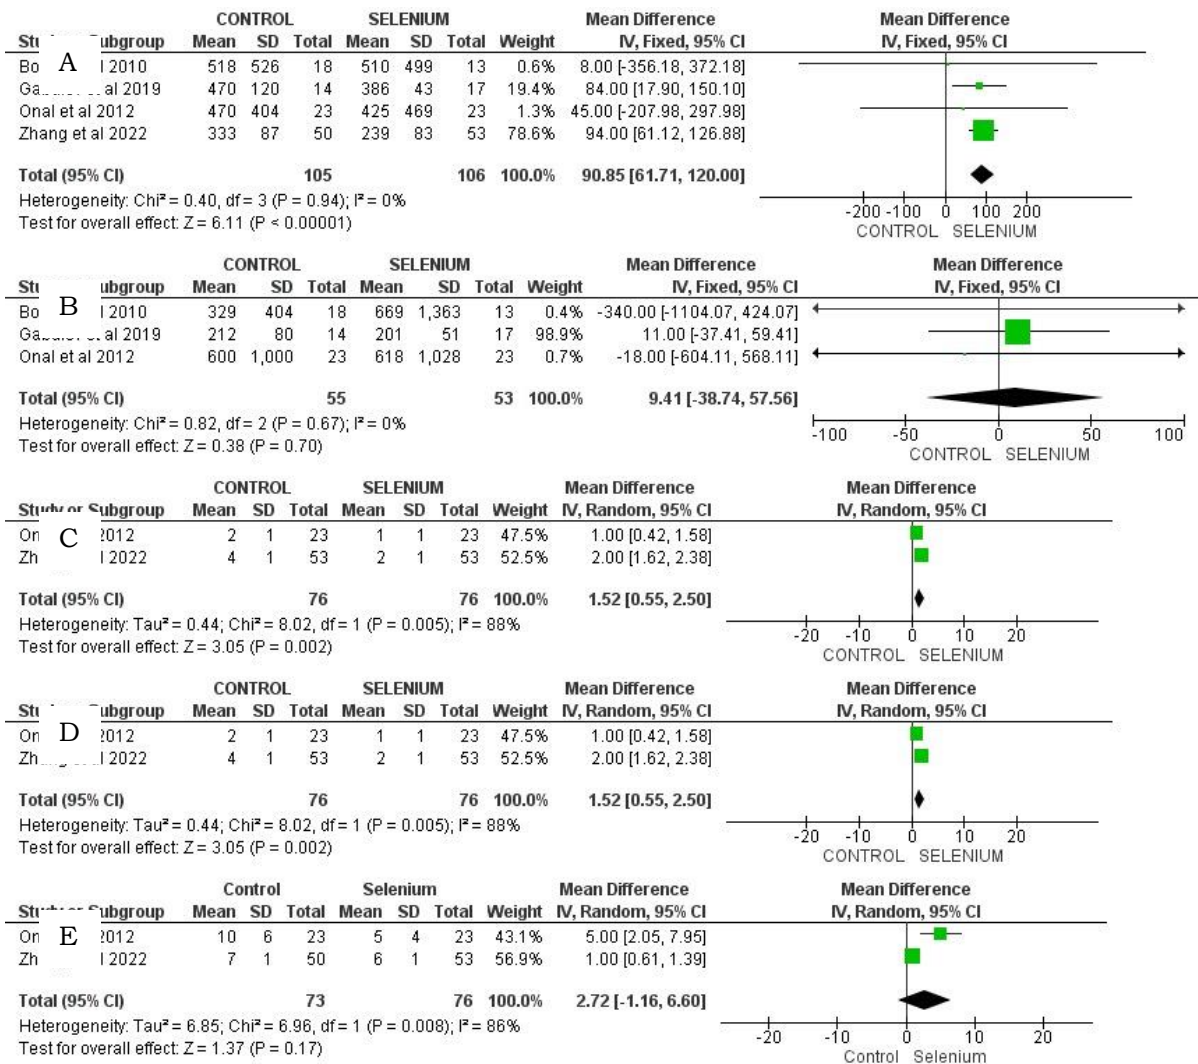 CONTROL SELENIUM Mean Difference Mean Difference
A
Mean SD Total Mean SD Total Weight IV, Fixed, 95% CI IV, Fixed, 95% CI
2010 518 526 18 510 499 13 0.6% 8.00 [-356.18, 372.18]
al 2019 470 120 14 386 43 17 19.4% 84.00 [17.90, 150.10]
Onal et al 2012 470 404 23 425 469 23 1.3% 45.00 [-207.98, 297.98]
Zhang et al 2022 333 87 50 239 83 53 78.6% 94.00 [61.12, 126.88]
Total (95% CI) 105 106 100.0% 90.85 [61.71, 120.00]
Heterogeneity: Chi² = 0.40, df = 3 (P = 0.94); I² = 0%
Test for overall effect: Z = 6.11 (P < 0.00001)
-200 -100 0 100 200
CONTROL SELENIUM
CONTROL SELENIUM Mean Difference Mean Difference
B
Mean SD Total Mean SD Total Weight IV, Fixed, 95% CI IV, Fixed, 95% CI
2010 329 404 18 669 1,363 13 0.4% -340.00 [-1104.07, 424.07]
al 2019 212 80 14 201 51 17 98.9% 11.00 [-37.41, 59.41]
Onal et al 2012 600 1,000 23 618 1,028 23 0.7% -18.00 [-604.11, 568.11]
Total (95% CI) 55 53 100.0% 9.41 [-38.74, 57.56]
Heterogeneity: Chi² = 0.82, df = 2 (P = 0.67); I² = 0%
Test for overall effect: Z = 0.38 (P = 0.70)
-100 -50 0 50 100
CONTROL SELENIUM
CONTROL SELENIUM Mean Difference Mean Difference
C
Study or Subgroup Mean SD Total Mean SD Total Weight IV, Random, 95% CI IV, Random, 95% CI
2012 2 1 23 1 1 23 47.5% 1.00 [0.42, 1.58]
2022 4 1 53 2 1 53 52.5% 2.00 [1.62, 2.38]
Total (95% CI) 76 76 100.0% 1.52 [0.55, 2.50]
Heterogeneity: Tau² = 0.44; Chi² = 8.02, df = 1 (P = 0.005); I² = 88%
Test for overall effect: Z = 3.05 (P = 0.002)
-20 -10 0 10 20
CONTROL SELENIUM
CONTROL SELENIUM Mean Difference Mean Difference
D
Mean SD Total Mean SD Total Weight IV, Random, 95% CI IV, Random, 95% CI
2012 2 1 23 1 1 23 47.5% 1.00 [0.42, 1.58]
2022 4 1 53 2 1 53 52.5% 2.00 [1.62, 2.38]
Total (95% CI) 76 76 100.0% 1.52 [0.55, 2.50]
Heterogeneity: Tau² = 0.44; Chi² = 8.02, df = 1 (P = 0.005); I² = 88%
Test for overall effect: Z = 3.05 (P = 0.002)
-20 -10 0 10 20
CONTROL SELENIUM
Control Selenium Mean Difference Mean Difference
E
Mean SD Total Mean SD Total Weight IV, Random, 95% CI IV, Random, 95% CI
2012 10 6 23 5 4 23 43.1% 5.00 [2.05, 7.95]
2022 7 1 50 6 1 53 56.9% 1.00 [0.61, 1.39]
Total (95% CI) 73 76 100.0% 2.72 [-1.16, 6.60]
Heterogeneity: Tau² = 6.85; Chi² = 6.96, df = 1 (P = 0.008); I² = 86%
Test for overall effect: Z = 1.37 (P = 0.17)
-20 -10 0 10 20
Control Selenium